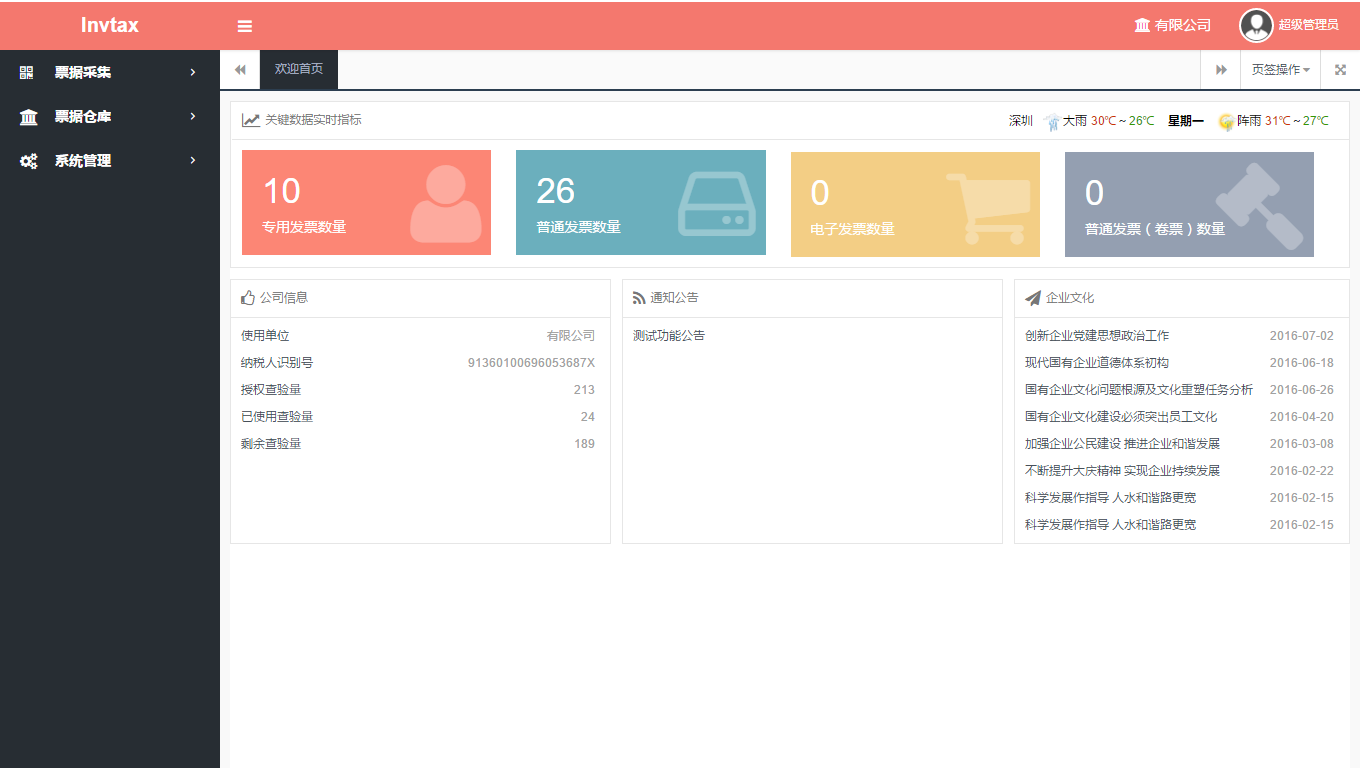 Invtax
有限公司
超级管理员
票据采集
票据仓库
系统管理
欢迎首页
页签操作
关键数据实时指标
深圳 大雨 30℃~26℃ 星期一 阵雨 31℃~27℃
10
专用发票数量
26
普通发票数量
0
电子发票数量
0
普通发票（卷票）数量
公司信息
使用单位 有限公司
纳税人识别号 91360100696053687X
授权查验量 213
已使用查验量 24
剩余查验量 189
通知公告
测试功能公告
企业文化
创新企业党建思想政治工作 2016-07-02
现代国有企业道德体系初构 2016-06-18
国有企业文化问题根源及文化重塑任务分析 2016-06-26
国有企业文化建设必须突出员工文化 2016-04-20
加强企业公民建设 推进企业和谐发展 2016-03-08
不断提升大庆精神 实现企业持续发展 2016-02-22
科学发展作指导 人水和谐路更宽 2016-02-15
科学发展作指导 人水和谐路更宽 2016-02-15